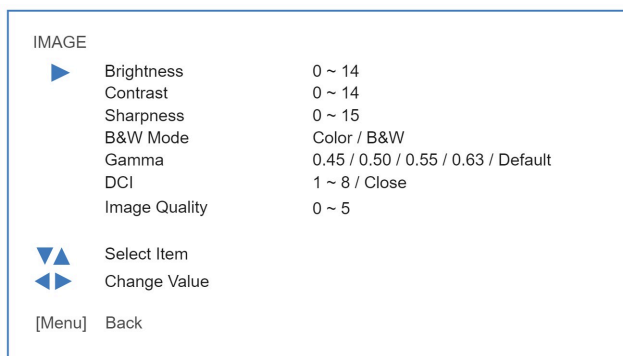 IMAGE
Brightness 0 ~ 14
Contrast 0 ~ 14
Sharpness 0 ~ 15
B&W Mode Color / B&W
Gamma 0.45 / 0.50 / 0.55 / 0.63 / Default
DCI 1 ~ 8 / Close
Image Quality 0 ~ 5
Select Item
Change Value
[Menu] Back